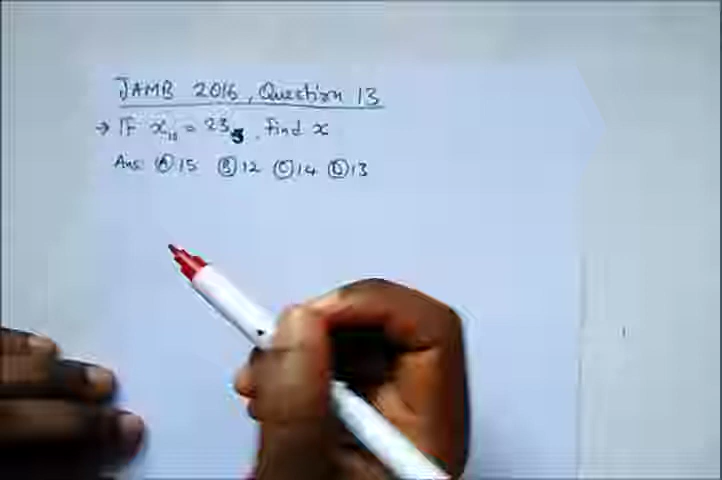 JAMB 2016, Question 13
→ If x₁₀ = 23₅, find x
Ans: Ⓐ 15 Ⓑ 12 Ⓒ 14 Ⓓ 13